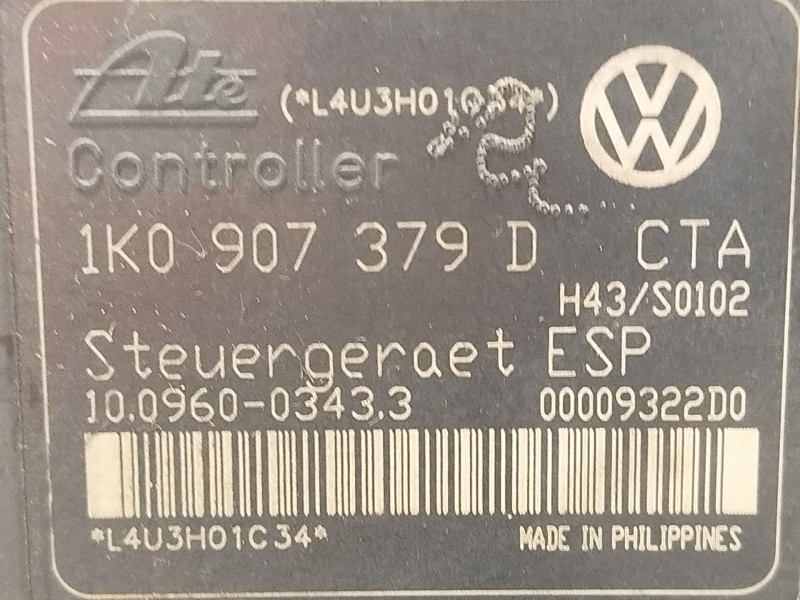 Ate
(*L4U3H01C34*)
Controller
1K0 907 379 D CTA
H43/S0102
Steuergeraet ESP
10.0960-0343.3 00009322D0
*L4U3H01C34*
MADE IN PHILIPPINES